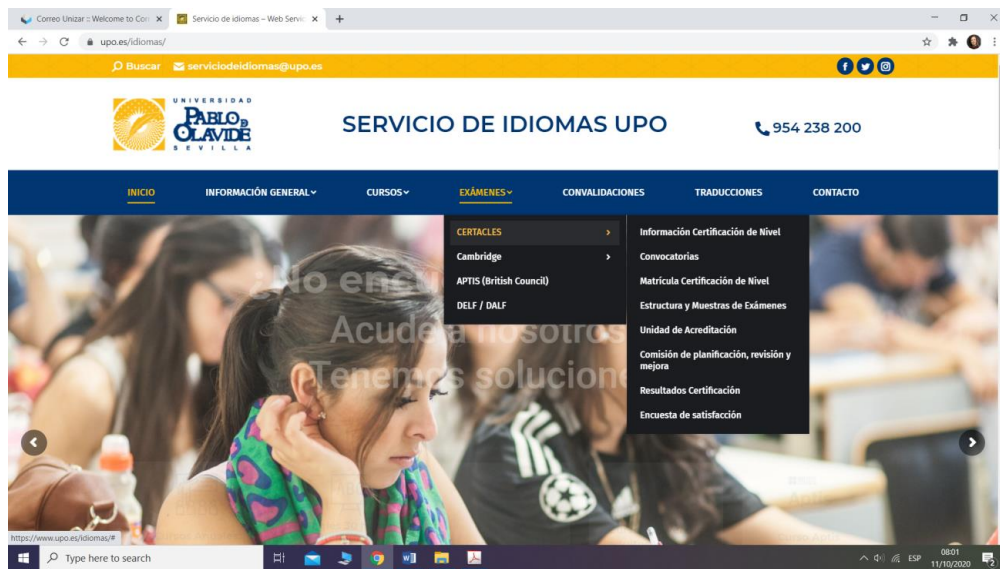 Correo Unizar :: Welcome to Cor
Servicio de idiomas – Web Servic
upo.es/idiomas/
Buscar
serviciodeidiomas@upo.es
UNIVERSIDAD
PABLO DE
OLAVIDE
SEVILLA
SERVICIO DE IDIOMAS UPO
954 238 200
INICIO
INFORMACIÓN GENERAL
CURSOS
EXÁMENES
CONVALIDACIONES
TRADUCCIONES
CONTACTO
CERTACLES
Cambridge
APTIS (British Council)
DELF / DALF
Información Certificación de Nivel
Convocatorias
Matrícula Certificación de Nivel
Estructura y Muestras de Exámenes
Unidad de Acreditación
Comisión de planificación, revisión y
mejora
Resultados Certificación
Encuesta de satisfacción
¿No encu
Acude a nosotros
Tenemos solucione
https://www.upo.es/idiomas/#
Type here to search
ESP
08:01
11/10/2020
2